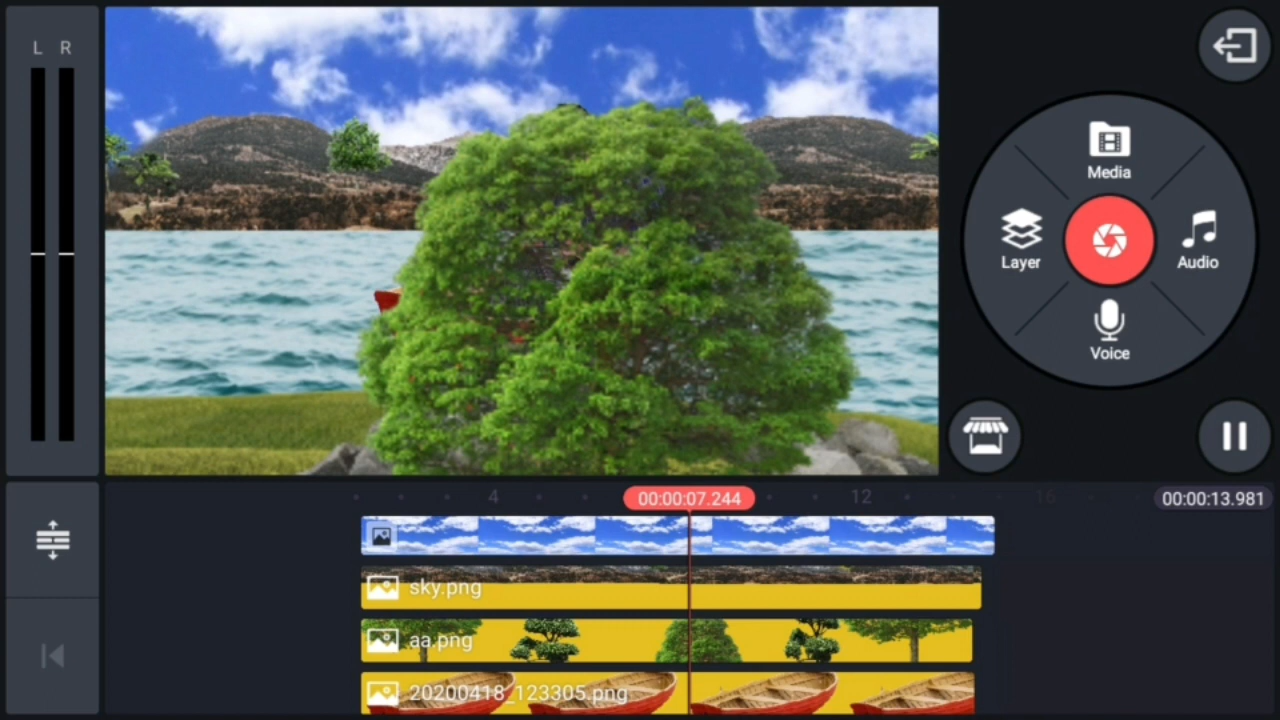 L R
Media
Layer
Audio
Voice
4
00:00:07.244
12
16
00:00:13.981
sky.png
aa.png
20200418_123305.png